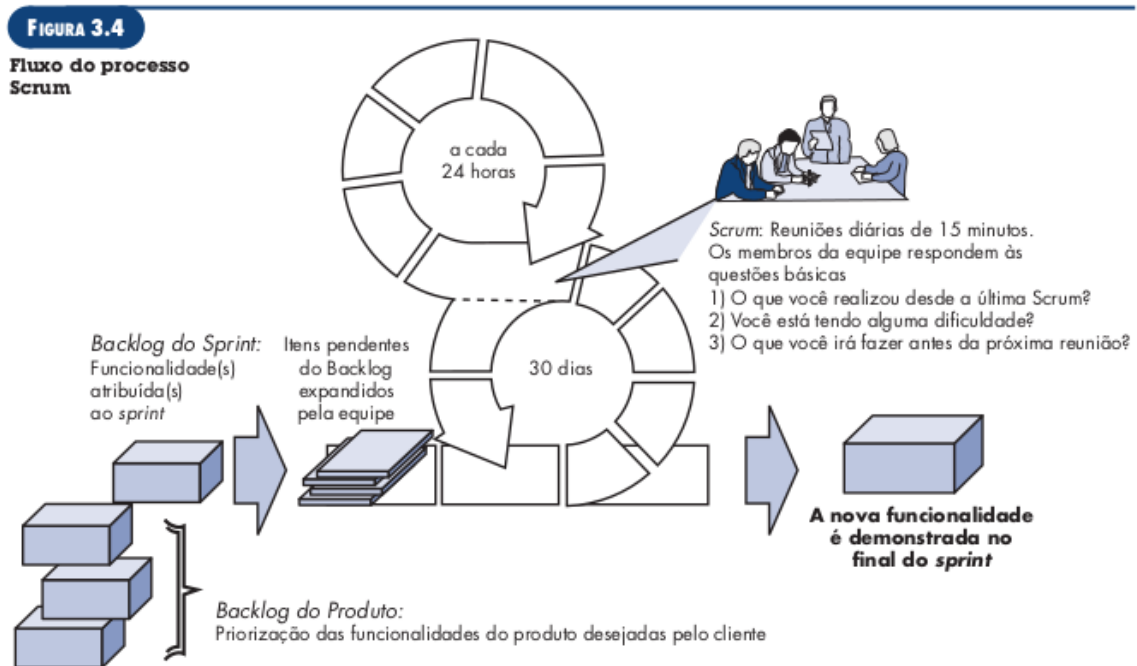 FIGURA 3.4
Fluxo do processo
Scrum
a cada
24 horas
Scrum: Reuniões diárias de 15 minutos.
Os membros da equipe respondem às
questões básicas
1) O que você realizou desde a última Scrum?
2) Você está tendo alguma dificuldade?
3) O que você irá fazer antes da próxima reunião?
Backlog do Sprint:
Funcionalidade(s)
atribuída(s)
ao sprint
Itens pendentes
do Backlog
expandidos
pela equipe
30 dias
A nova funcionalidade
é demonstrada no
final do sprint
Backlog do Produto:
Priorização das funcionalidades do produto desejadas pelo cliente